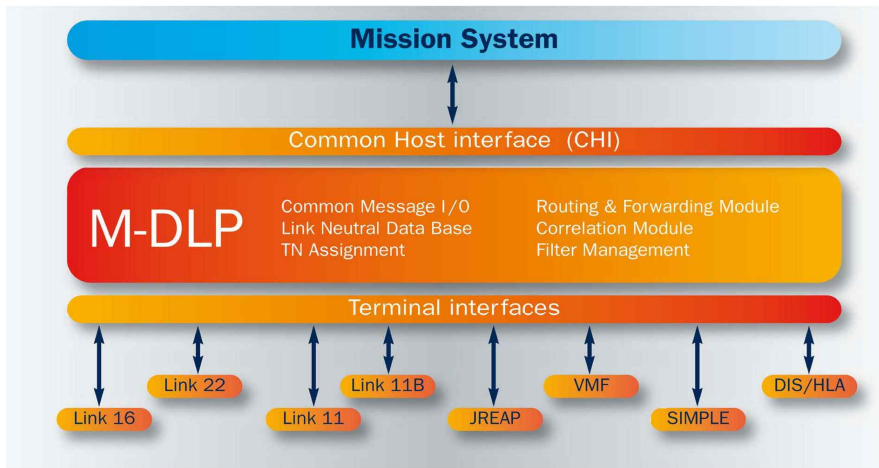 Mission System
Common Host interface (CHI)
M-DLP
Common Message I/O
Link Neutral Data Base
TN Assignment
Routing & Forwarding Module
Correlation Module
Filter Management
Terminal interfaces
Link 16
Link 22
Link 11
Link 11B
JREAP
VMF
SIMPLE
DIS/HLA